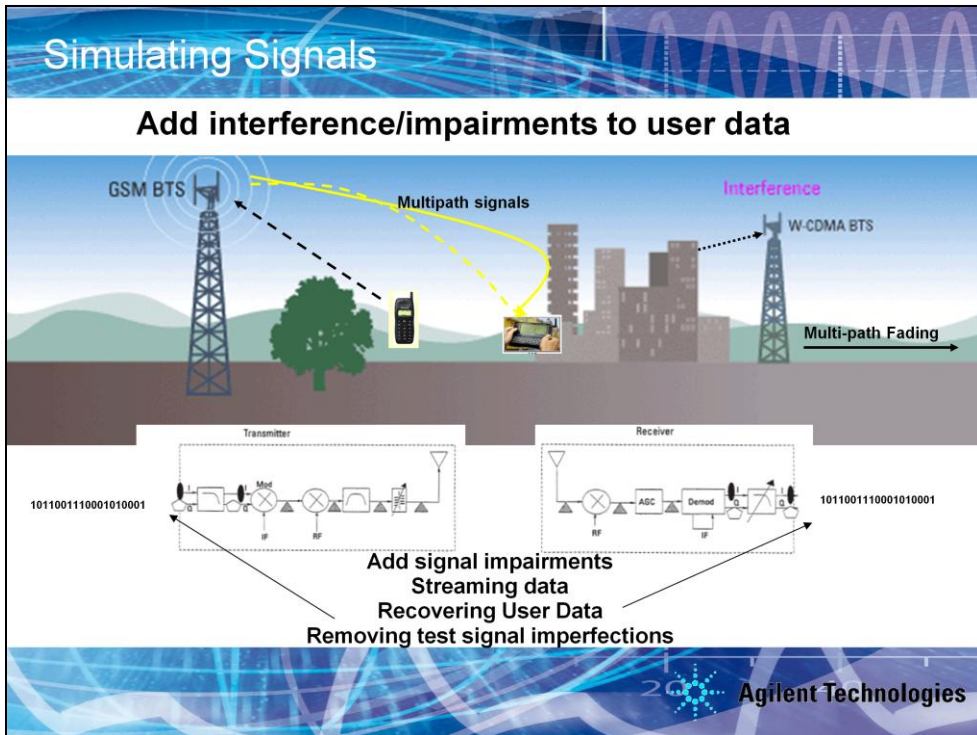 Simulating Signals
Add interference/impairments to user data
GSM BTS
Multipath signals
Interference
W-CDMA BTS
Multi-path Fading
Transmitter
Receiver
Mod
I
Q
I
Q
IF
RF
RF
AGC
Demod
IF
I
Q
I
Q
1011001110001010001
1011001110001010001
Add signal impairments
Streaming data
Recovering User Data
Removing test signal imperfections
20
Agilent Technologies